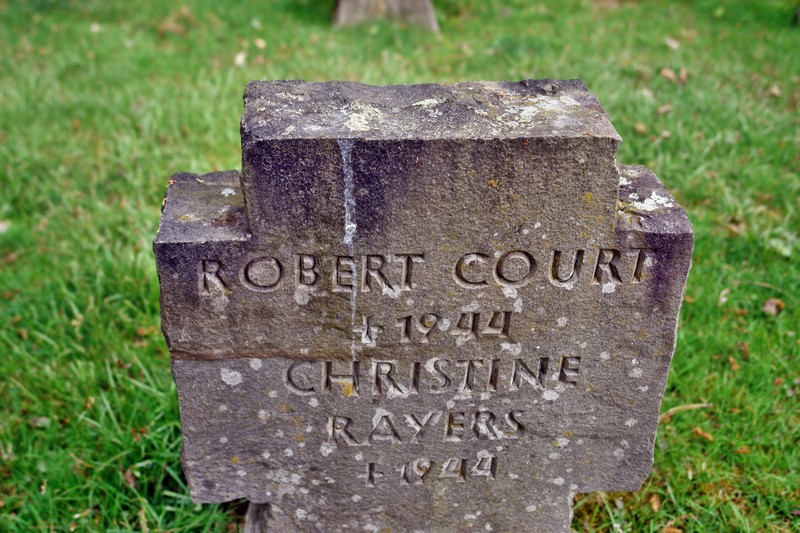 ROBERT COURT
+ 1944
CHRISTINE
RAYERS
+ 1944